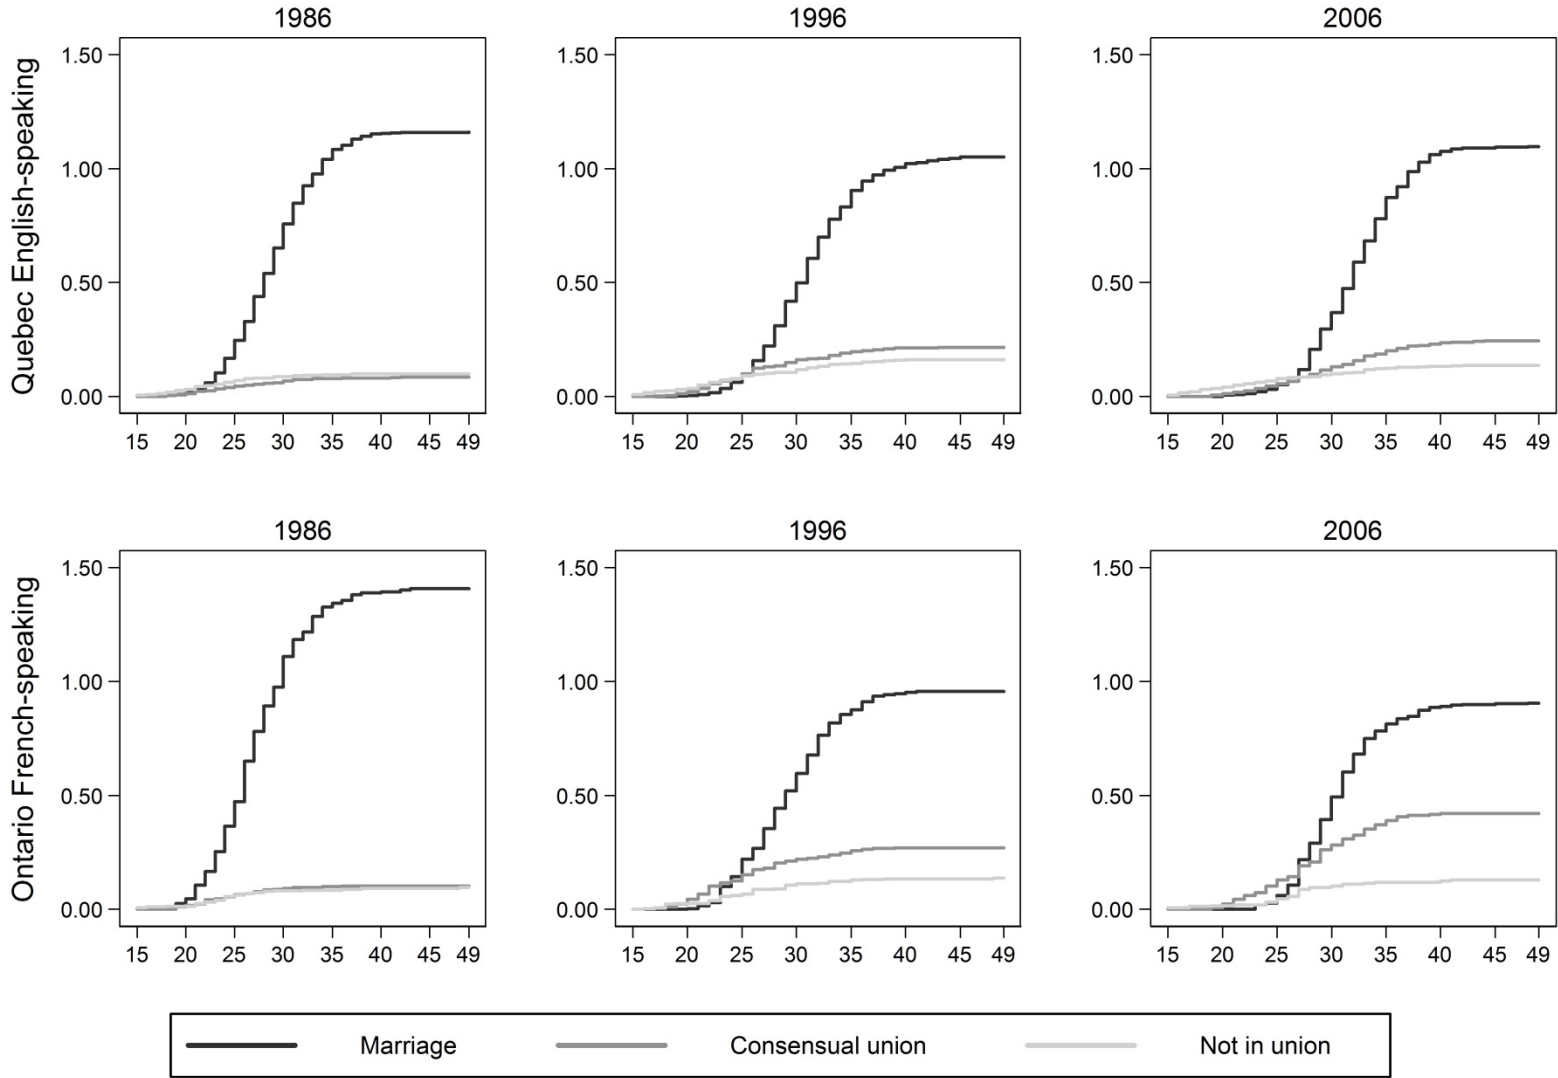 1986 1996 2006
Quebec English-speaking
1.50 1.50 1.50
1.00 1.00 1.00
0.50 0.50 0.50
0.00 0.00 0.00
15 20 25 30 35 40 45 49 15 20 25 30 35 40 45 49 15 20 25 30 35 40 45 49
1986 1996 2006
Ontario French-speaking
1.50 1.50 1.50
1.00 1.00 1.00
0.50 0.50 0.50
0.00 0.00 0.00
15 20 25 30 35 40 45 49 15 20 25 30 35 40 45 49 15 20 25 30 35 40 45 49
Marriage Consensual union Not in union